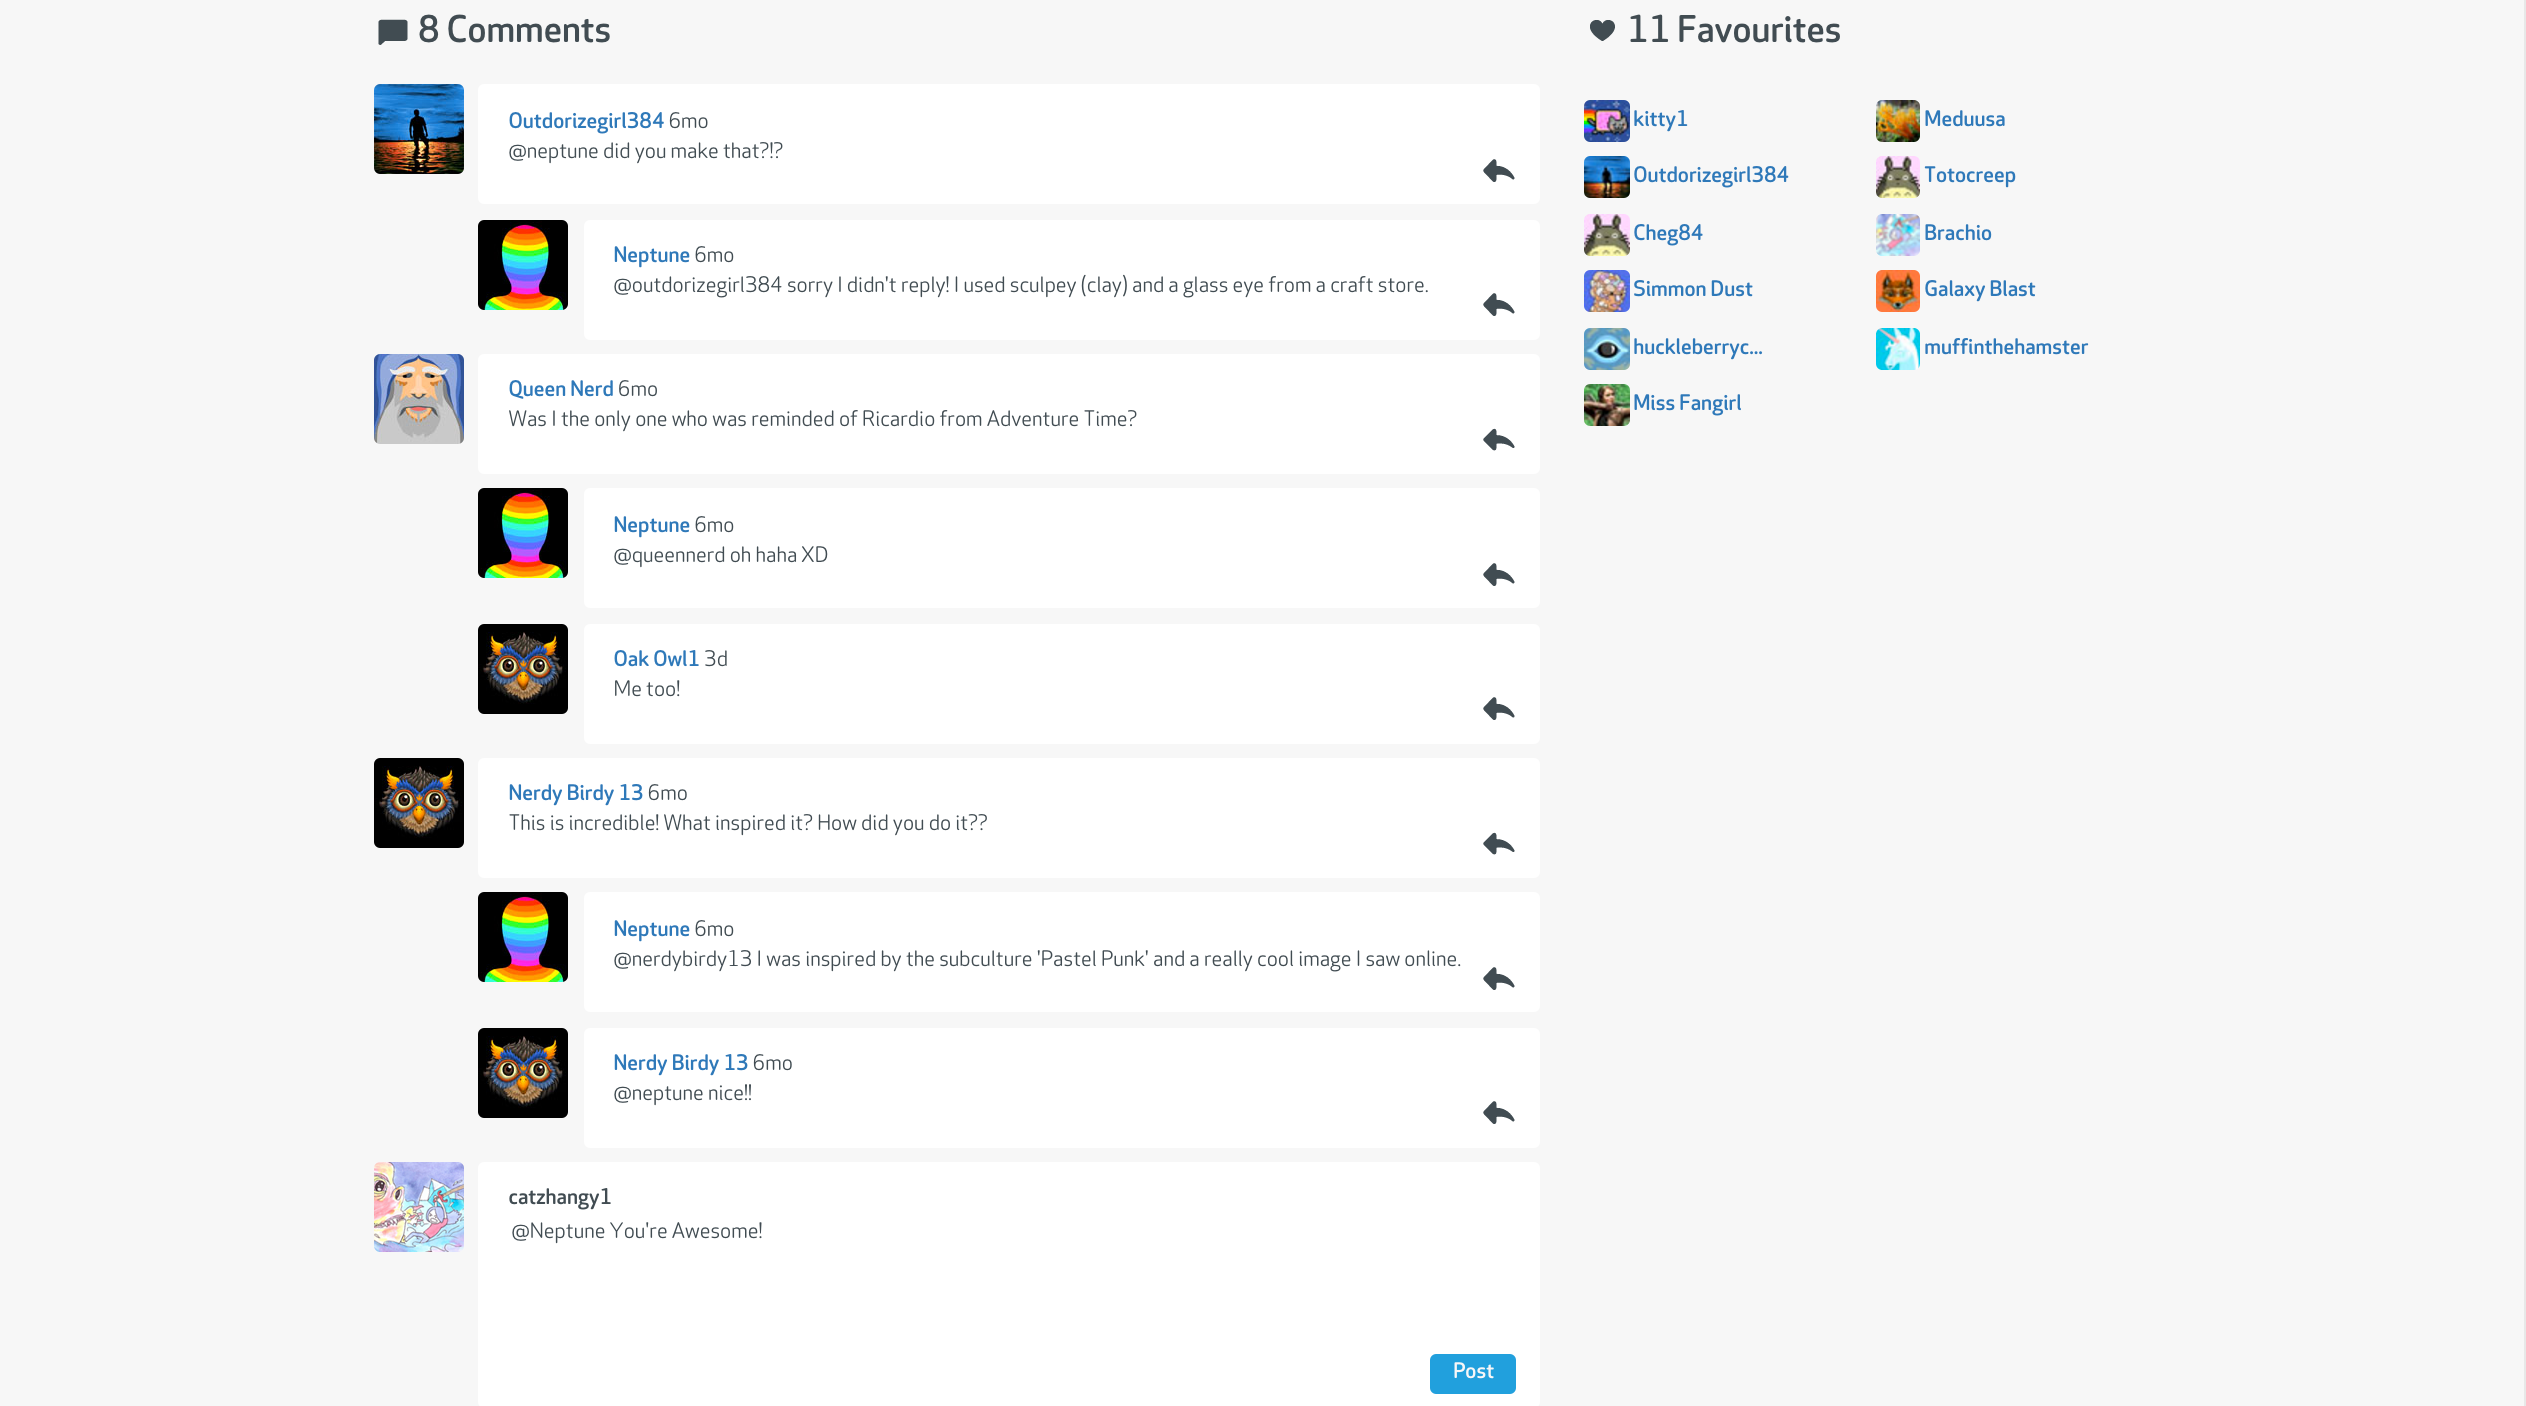 8 Comments
Outdorizegirl384 6mo
@neptune did you make that?!?
Neptune 6mo
@outdorizegirl384 sorry I didn't reply! I used sculpey (clay) and a glass eye from a craft store.
Queen Nerd 6mo
Was I the only one who was reminded of Ricardio from Adventure Time?
Neptune 6mo
@queennerd oh haha XD
Oak Owl1 3d
Me too!
Nerdy Birdy 13 6mo
This is incredible! What inspired it? How did you do it??
Neptune 6mo
@nerdybirdy13 I was inspired by the subculture 'Pastel Punk' and a really cool image I saw online.
Nerdy Birdy 13 6mo
@neptune nice!!
catzhangy1
@Neptune You're Awesome!
Post
11 Favourites
kitty1
Meduusa
Outdorizegirl384
Totocreep
Cheg84
Brachio
Simmon Dust
Galaxy Blast
huckleberryc...
muffinthehamster
Miss Fangirl